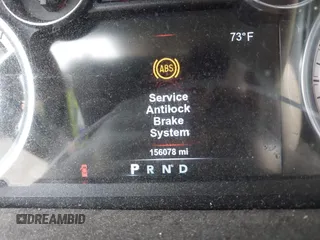 73°F
ABS
Service
Antilock
Brake
System
156078 mi
P R N D
DREAMBID